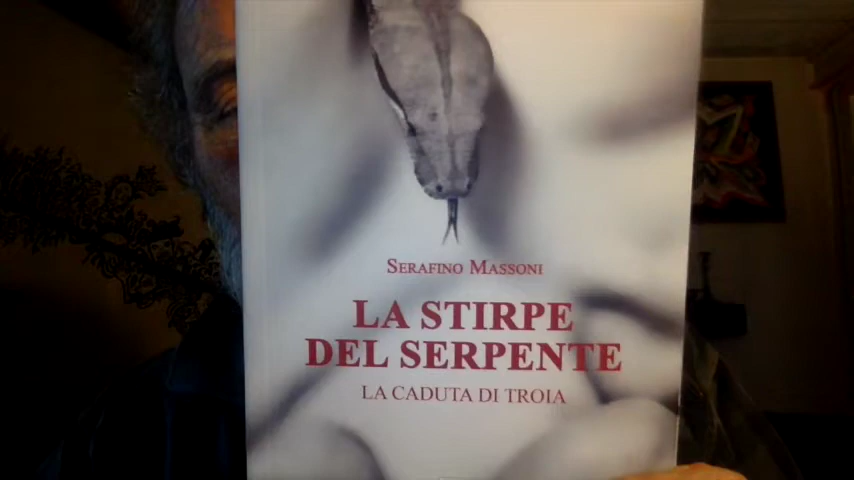 SERAFINO MASSONI
LA STIRPE
DEL SERPENTE
LA CADUTA DI TROIA